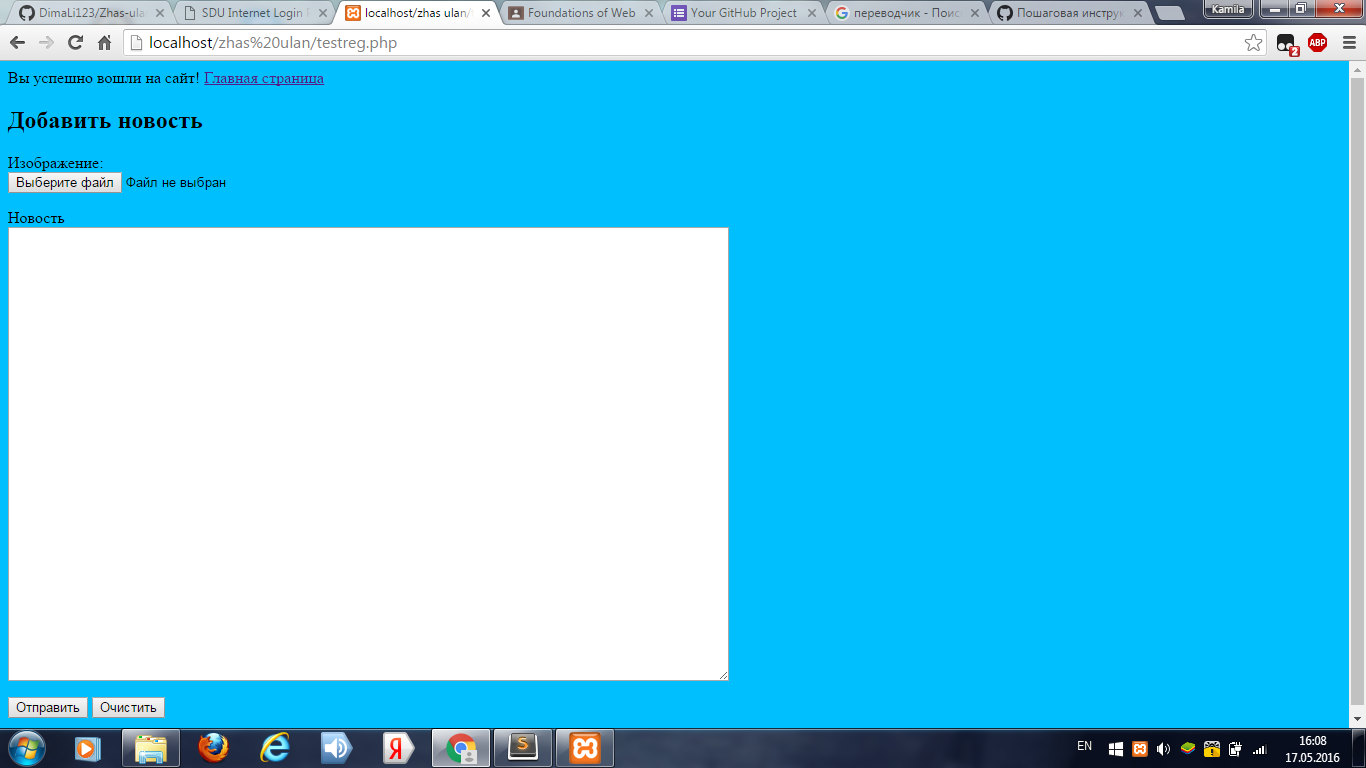 DimaLi123/Zhas-ula
SDU Internet Login P
localhost/zhas ulan/t
Foundations of Web
Your GitHub Project
переводчик - Поис
Пошаговая инструк
Kamila
localhost/zhas%20ulan/testreg.php
ABP
2
Вы успешно вошли на сайт! Главная страница
Добавить новость
Изображение:
Выберите файл Файл не выбран
Новость
Отправить Очистить
EN
16:08
17.05.2016